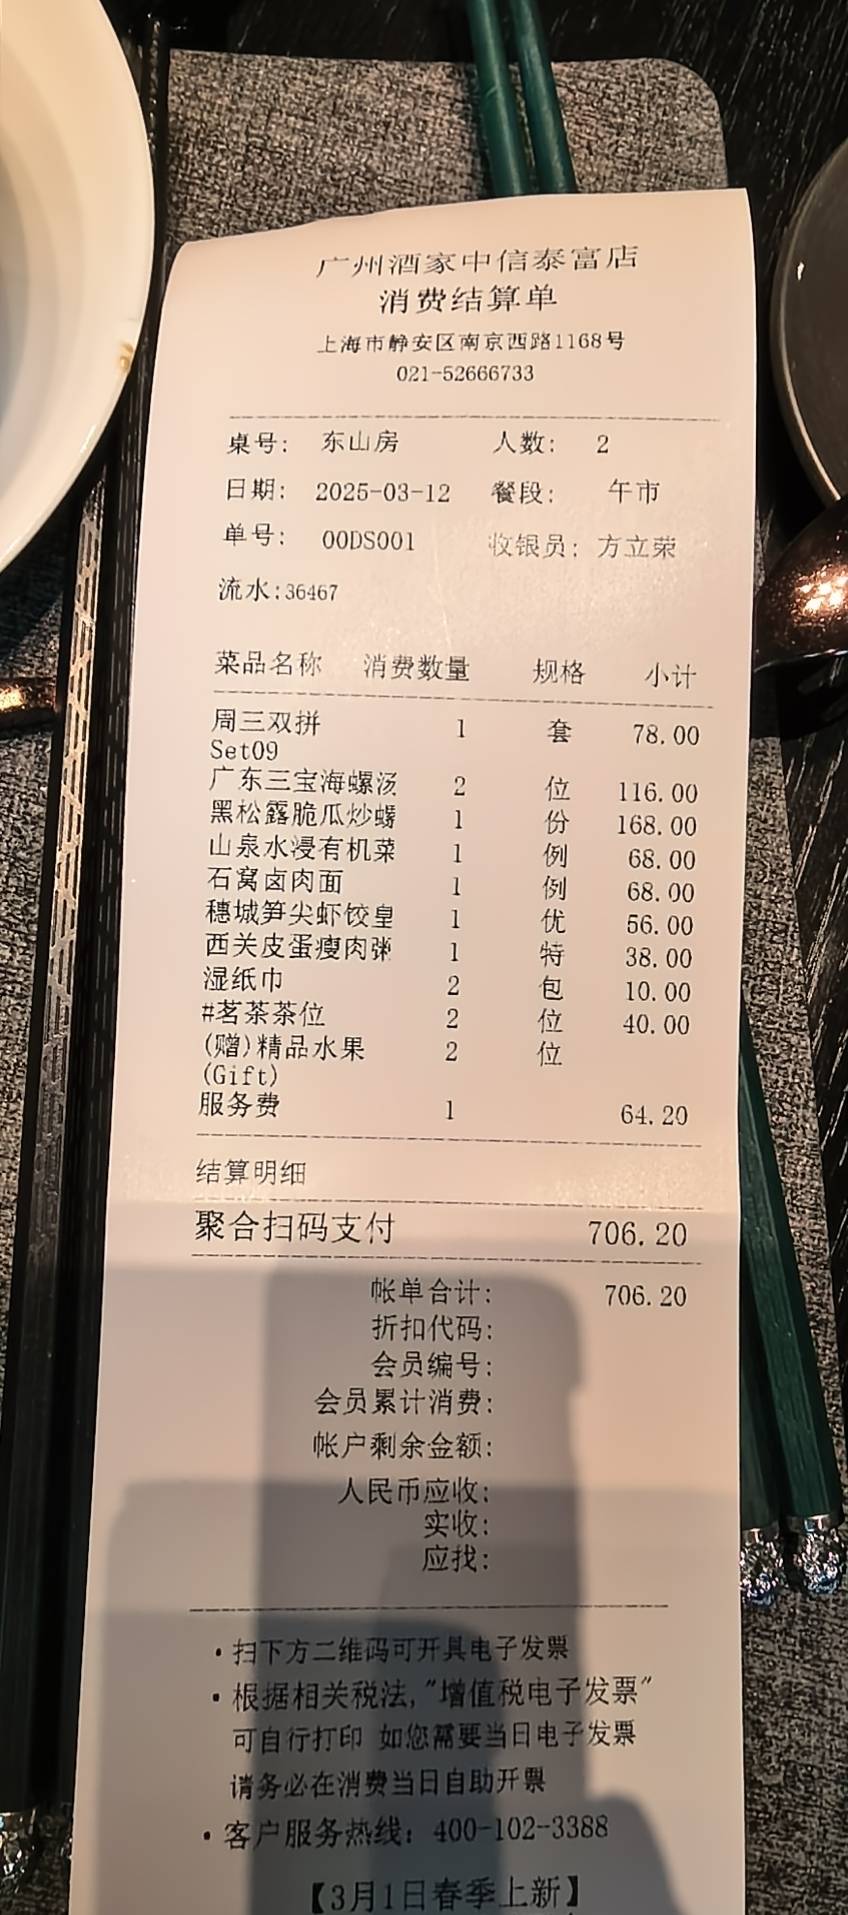 广州酒家中信泰富店
消费结算单
上海市静安区南京西路1168号
021-52666733
桌号: 东山房 人数: 2
日期: 2025-03-12 餐段: 午市
单号: 00DS001 收银员: 方立荣
流水:36467
菜品名称 消费数量 规格 小计
周三双拼 1 套 78.00
Set09
广东三宝海螺汤 2 位 116.00
黑松露脆瓜炒蟮 1 份 168.00
山泉水浸有机菜 1 例 68.00
石窝卤肉面 1 例 68.00
穗城笋尖虾饺皇 1 优 56.00
西关皮蛋瘦肉粥 1 特 38.00
湿纸巾 2 包 10.00
#茗茶茶位 2 位 40.00
(赠)精品水果 2 位
(Gift)
服务费 1 64.20
结算明细
聚合扫码支付 706.20
帐单合计: 706.20
折扣代码:
会员编号:
会员累计消费:
帐户剩余金额:
人民币应收:
实收:
应找:
·扫下方二维码可开具电子发票
·根据相关税法,"增值税电子发票"
可自行打印 如您需要当日电子发票
请务必在消费当日自助开票
·客户服务热线: 400-102-3388
【3月1日春季上新】